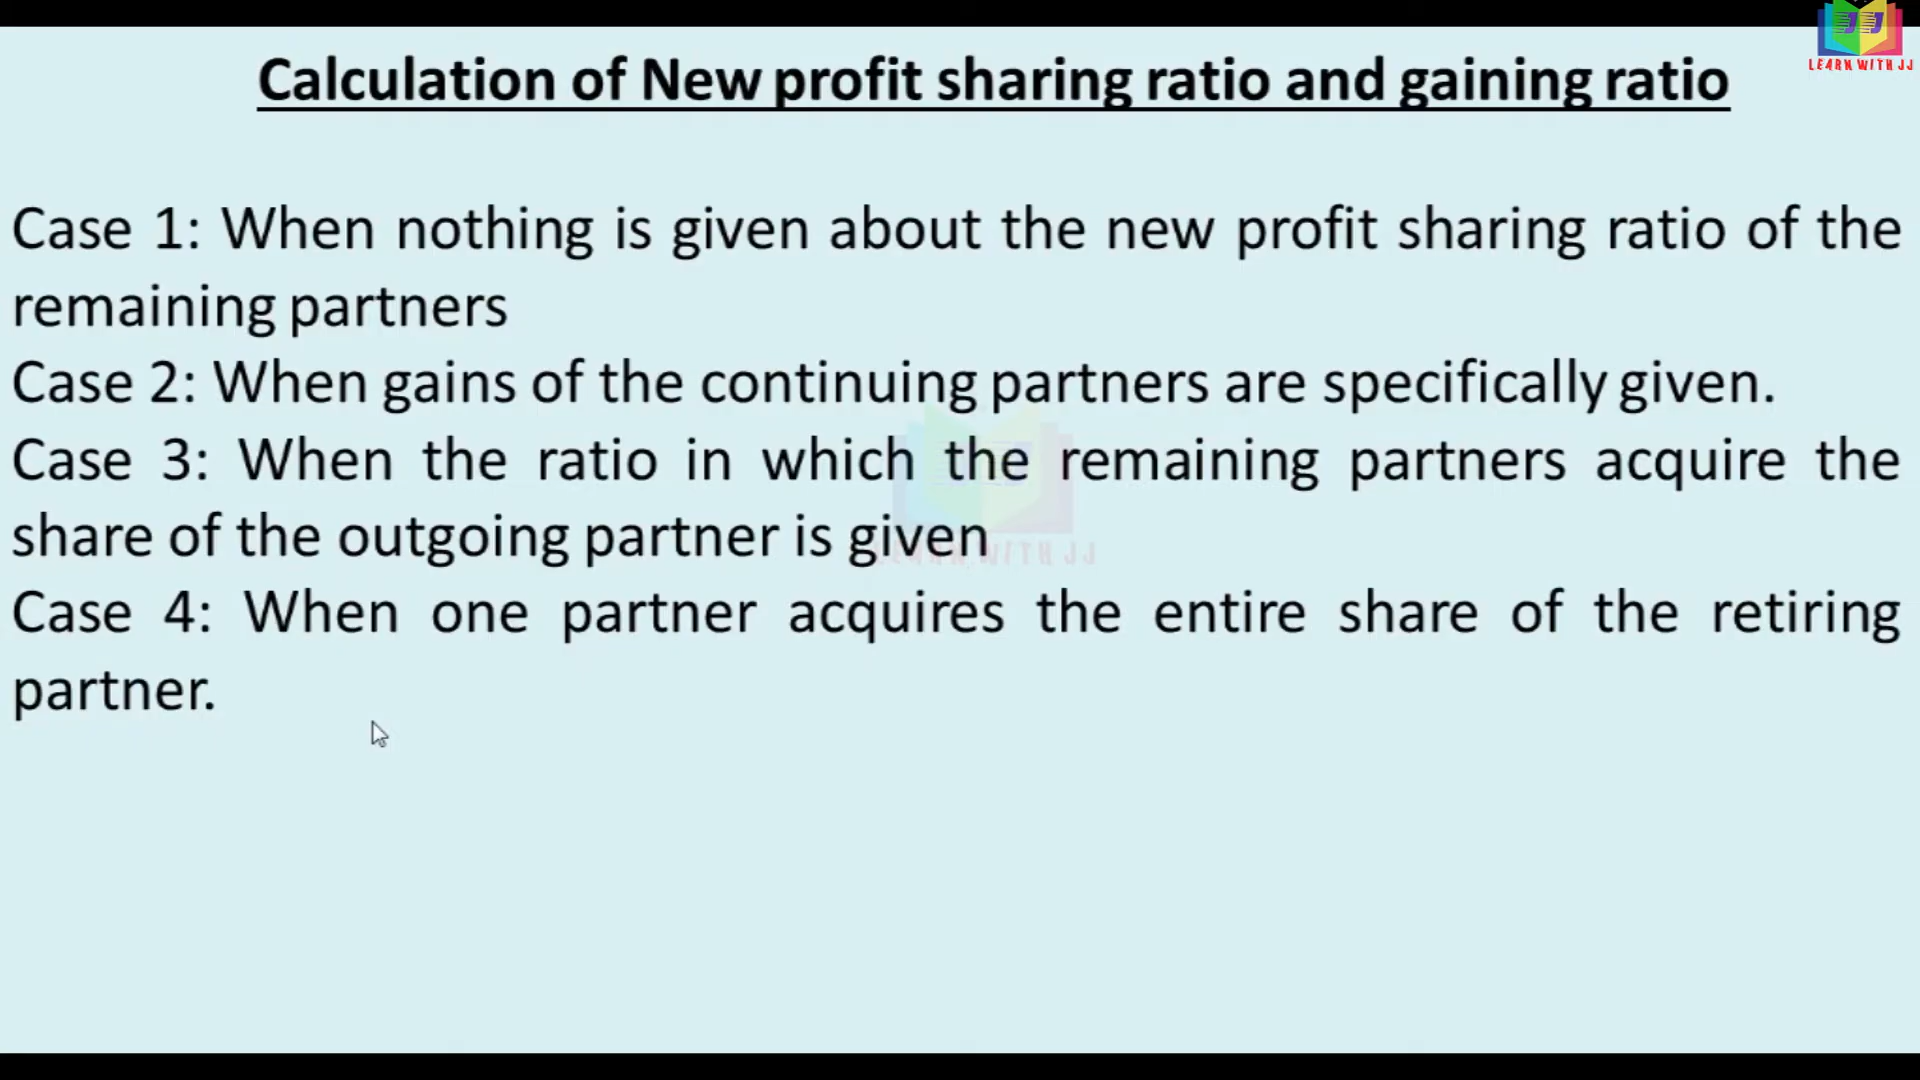 LEARN WITH JJ
Calculation of New profit sharing ratio and gaining ratio
Case 1: When nothing is given about the new profit sharing ratio of the
remaining partners
Case 2: When gains of the continuing partners are specifically given.
Case 3: When the ratio in which the remaining partners acquire the
share of the outgoing partner is given
LEARN WITH JJ
Case 4: When one partner acquires the entire share of the retiring
partner.